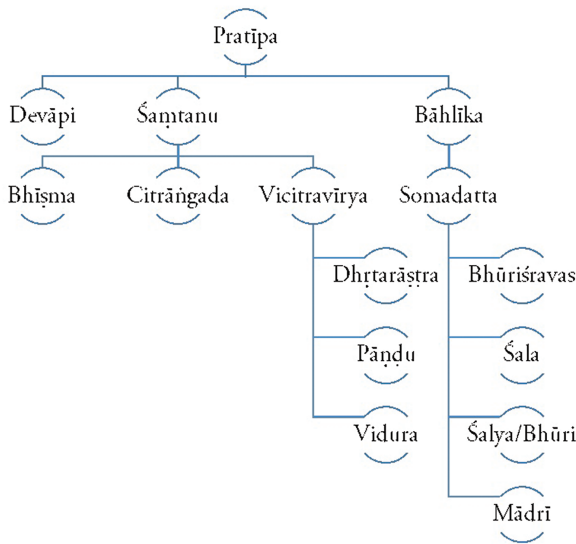 Pratīpa
Devāpi Śaṃtanu Bāhlīka
Bhīṣma Citrāṅgada Vicitravīrya Somadatta
Dhṛtarāṣṭra Bhūriśravas
Pāṇḍu Śala
Vidura Śalya/Bhūri
Mādrī